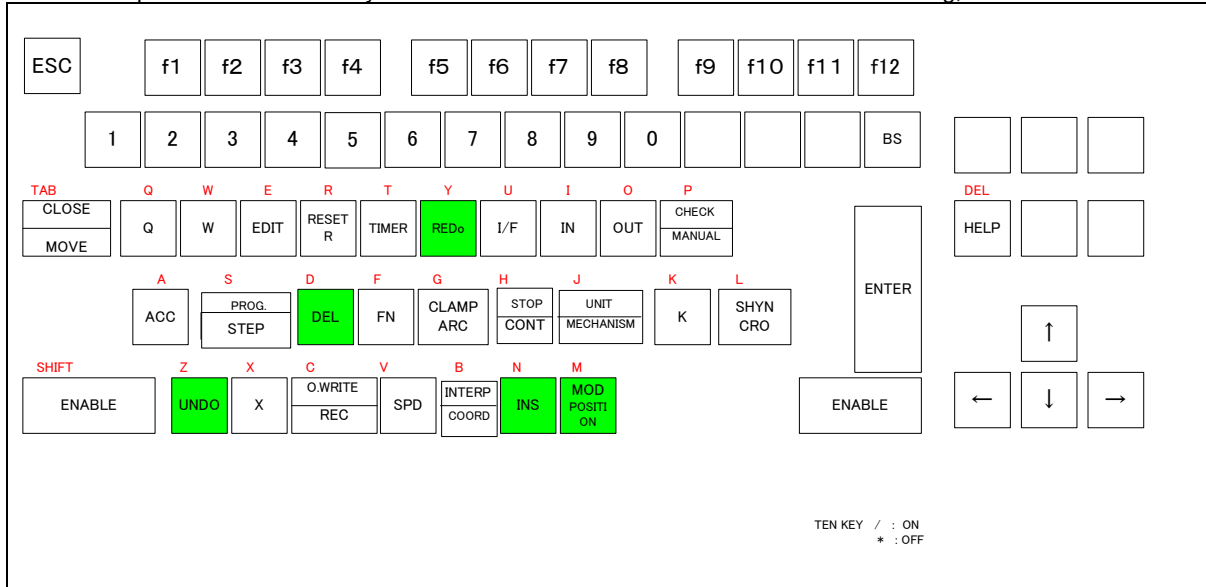 ESC f1 f2 f3 f4 f5 f6 f7 f8 f9 f10 f11 f12
1 2 3 4 5 6 7 8 9 0 BS
TAB Q W E R T Y U I O P DEL
CLOSE
MOVE
Q
W
EDIT
RESET
R
TIMER
REDo
I/F
IN
OUT
CHECK
MANUAL
HELP
A S D F G H J K L
ACC
PROG.
STEP
DEL
FN
CLAMP
ARC
STOP
CONT
UNIT
MECHANISM
K
SHYN
CRO
ENTER
↑
SHIFT Z X C V B N M
ENABLE
UNDO
X
O.WRITE
REC
SPD
INTERP
COORD
INS
MOD
POSITI
ON
ENABLE
← ↓ →
TEN KEY / : ON
* : OFF